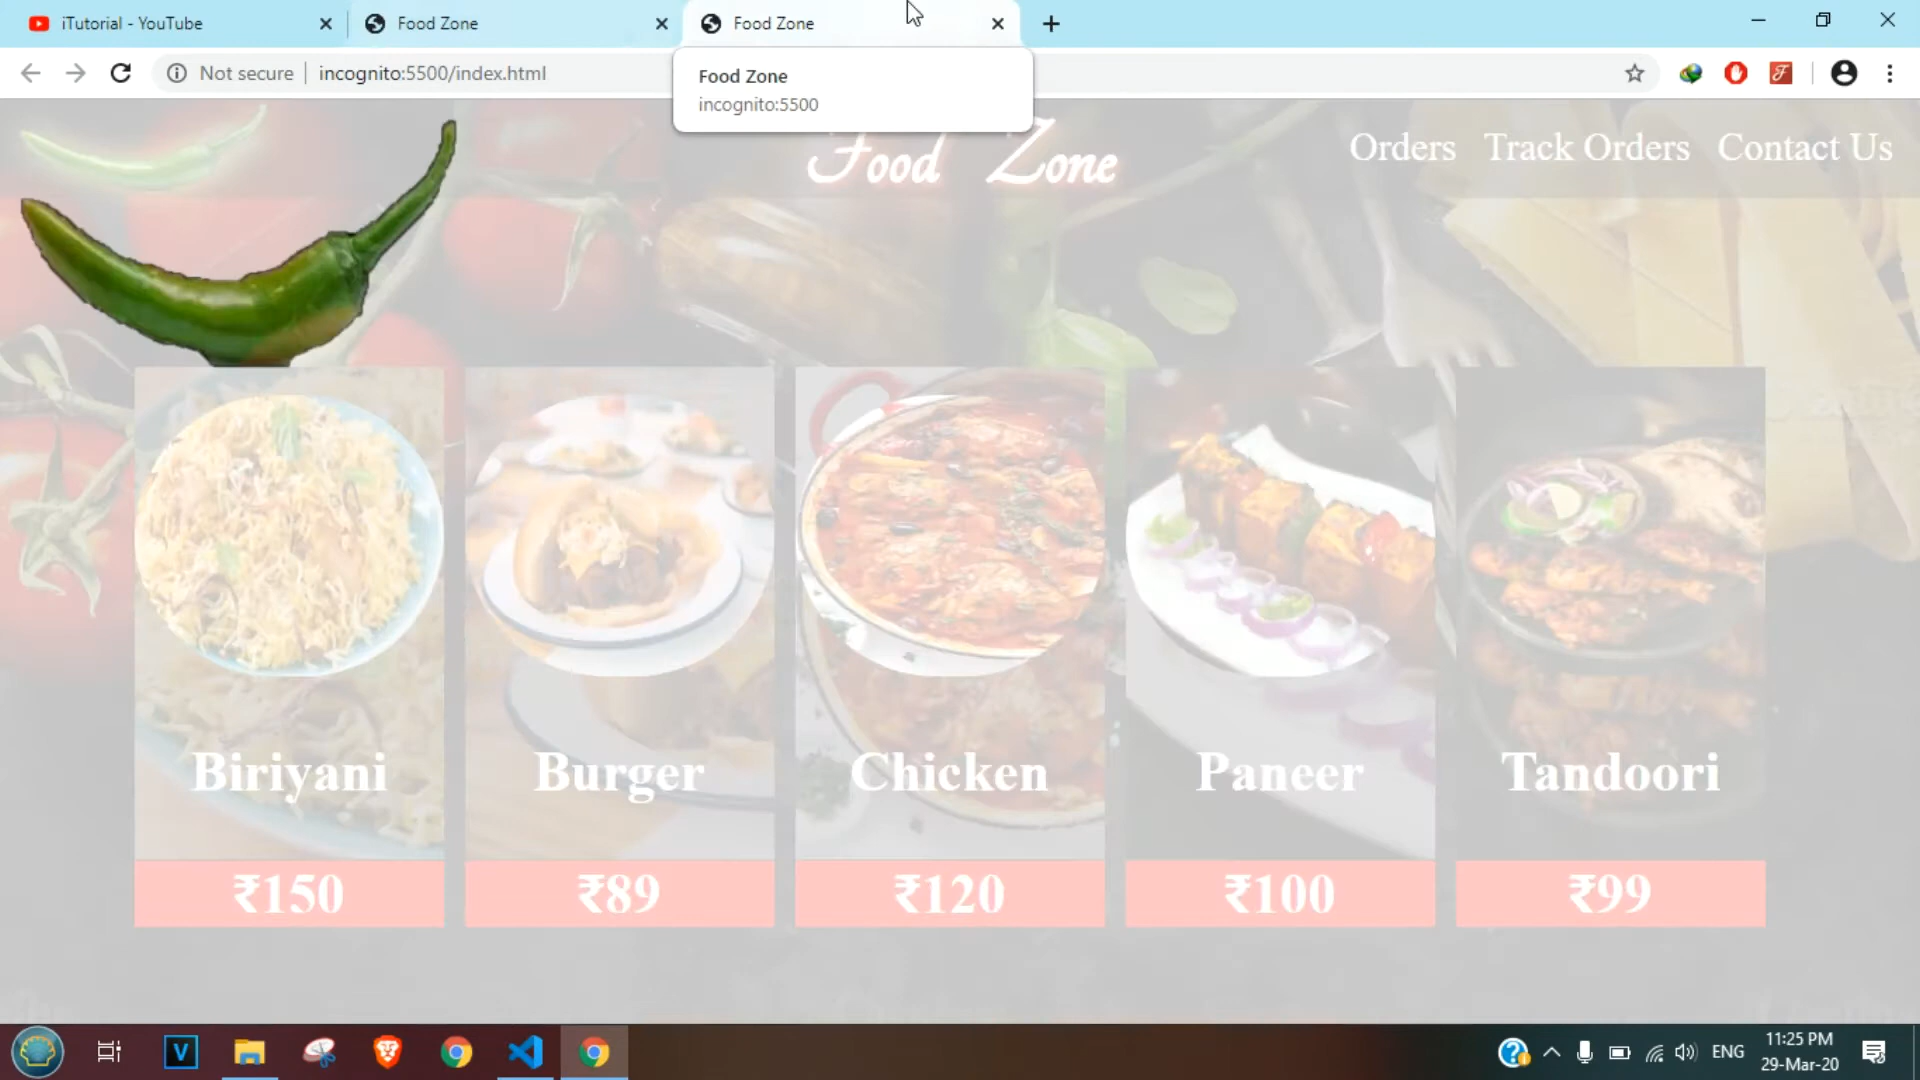 iTutorial - YouTube
Food Zone
Food Zone
Not secure
incognito:5500/index.html
Food Zone
incognito:5500
Food Zone
Orders Track Orders Contact Us
Biriyani
Burger
Chicken
Paneer
Tandoori
₹150
₹89
₹120
₹100
₹99
ENG
11:25 PM
29-Mar-20